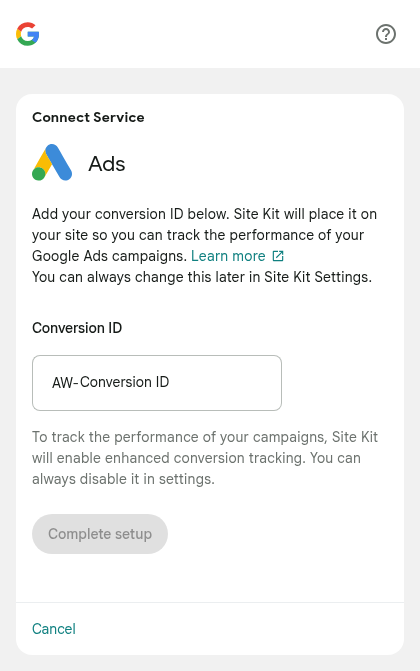 Connect Service
Ads
Add your conversion ID below. Site Kit will place it on
your site so you can track the performance of your
Google Ads campaigns. Learn more
You can always change this later in Site Kit Settings.
Conversion ID
AW-Conversion ID
To track the performance of your campaigns, Site Kit
will enable enhanced conversion tracking. You can
always disable it in settings.
Complete setup
Cancel